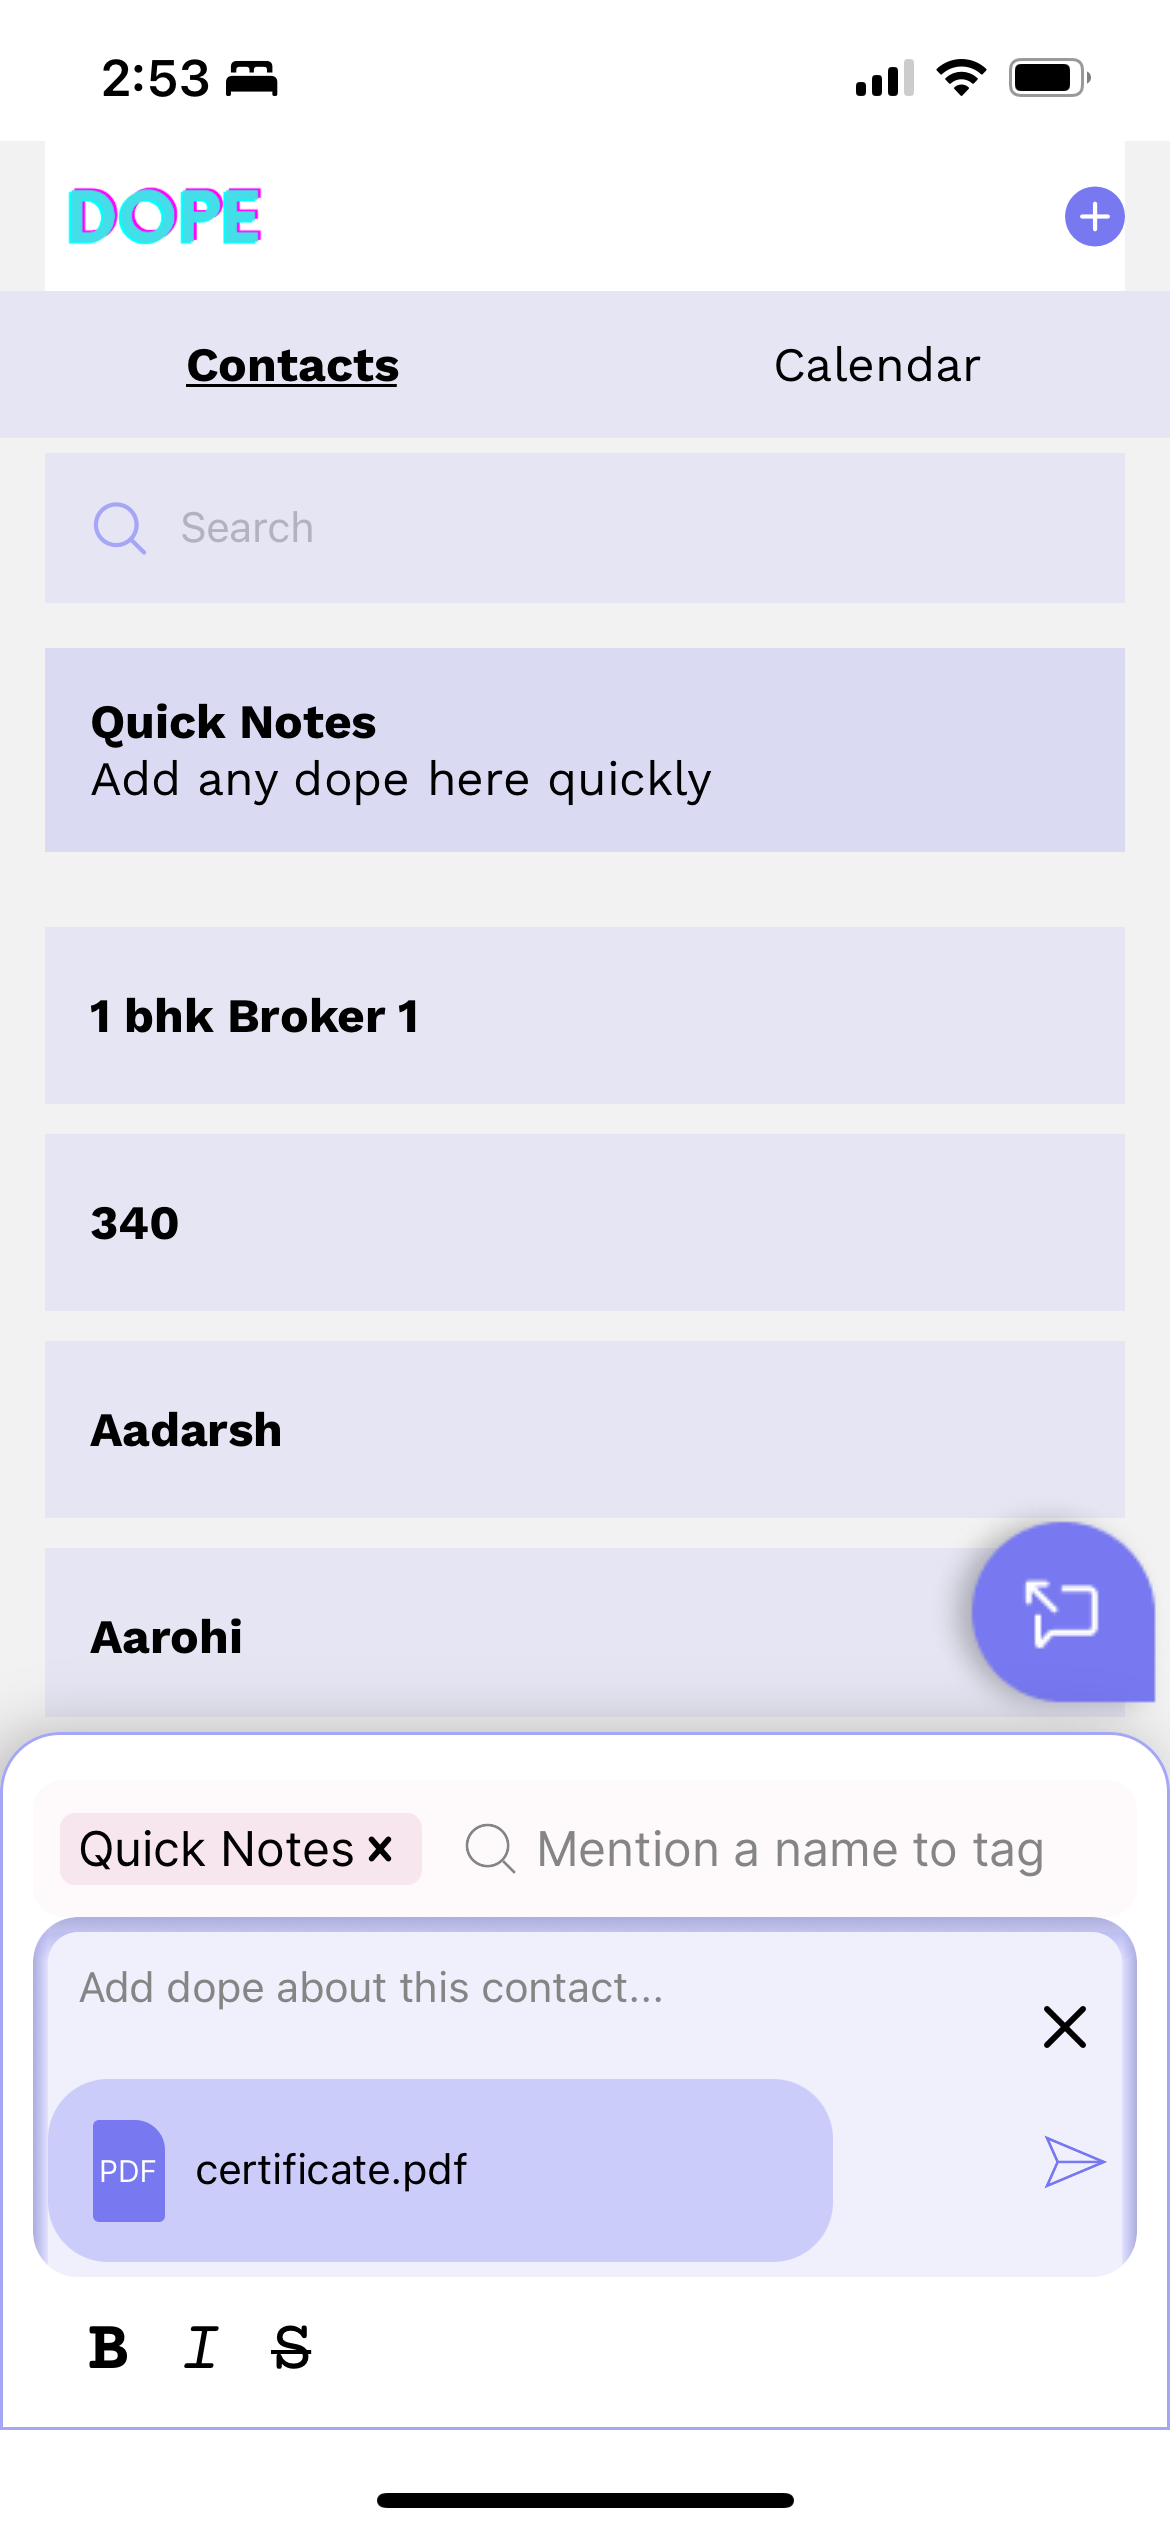 2:53
DOPE
Contacts
Calendar
Search
Quick Notes
Add any dope here quickly
1 bhk Broker 1
340
Aadarsh
Aarohi
Quick Notes
Mention a name to tag
Add dope about this contact...
PDF
certificate.pdf
B I S